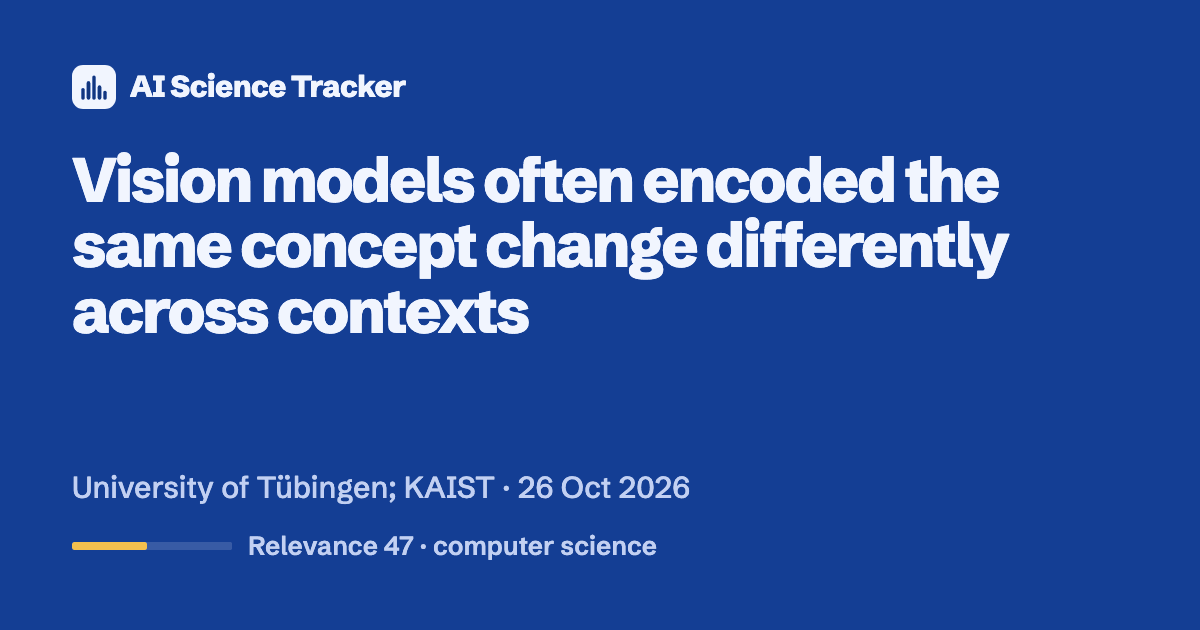 AI Science Tracker
Vision models often encoded the
same concept change differently
across contexts
University of Tübingen; KAIST · 26 Oct 2026
Relevance 47 · computer science